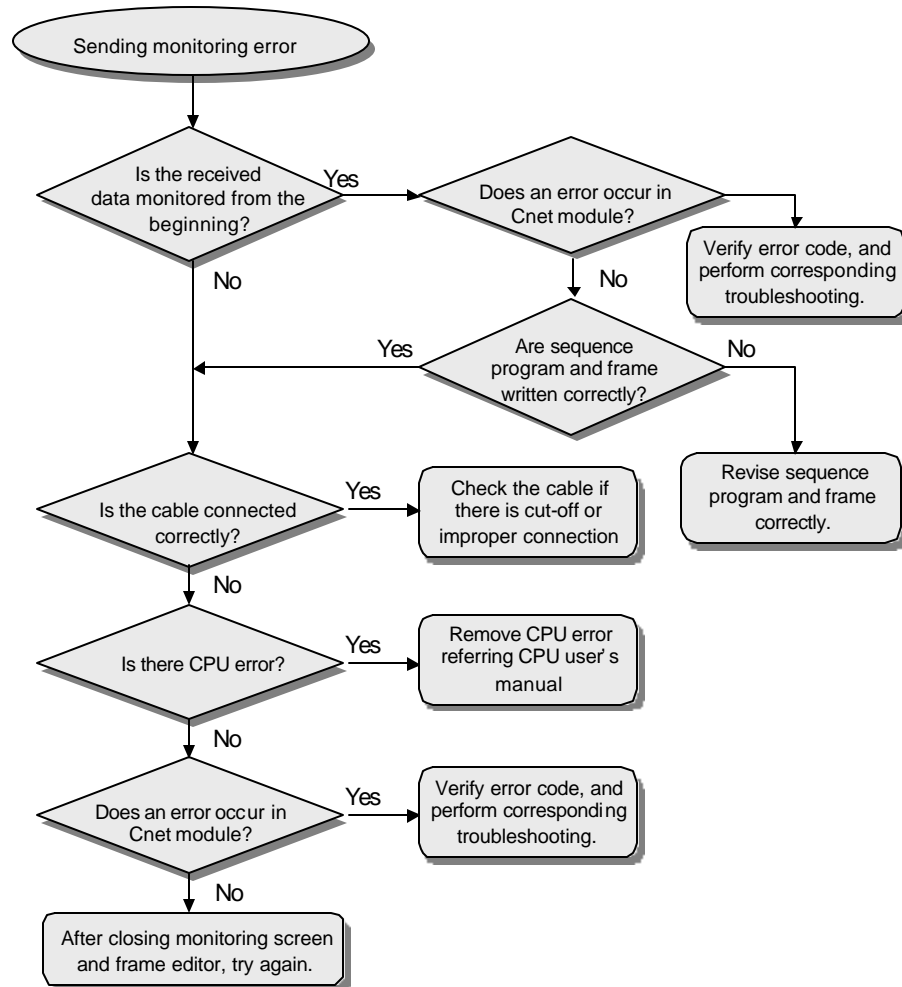 Sending monitoring error
Is the received
data monitored from the
beginning?
Yes
Does an error occur in
Cnet module?
Verify error code, and
perform corresponding
troubleshooting.
No
No
Yes
Are sequence
program and frame
written correctly?
No
Revise sequence
program and frame
correctly.
Is the cable connected
correctly?
Yes
Check the cable if
there is cut-off or
improper connection
No
Is there CPU error?
Yes
Remove CPU error
referring CPU user's
manual
No
Does an error occur in
Cnet module?
Yes
Verify error code, and
perform corresponding
troubleshooting.
No
After closing monitoring screen
and frame editor, try again.